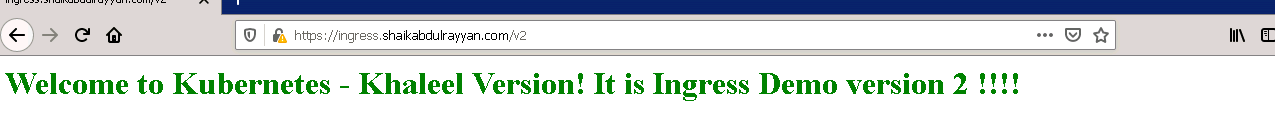 ingress.shaikabdulrayyan.com/v2
https://ingress.shaikabdulrayyan.com/v2
Welcome to Kubernetes - Khaleel Version! It is Ingress Demo version 2 !!!!